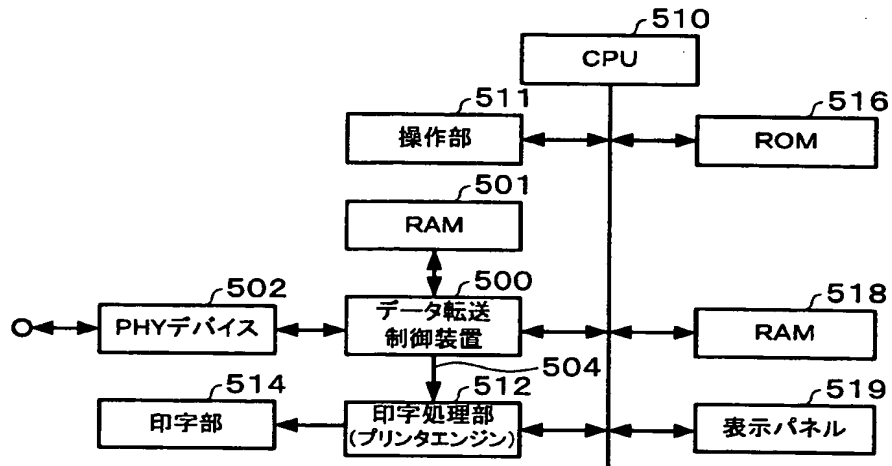 510
CPU
511
操作部
516
ROM
501
RAM
502
PHYデバイス
500
データ転送
制御装置
518
RAM
504
514
印字部
512
印字処理部
(プリンタエンジン)
519
表示パネル